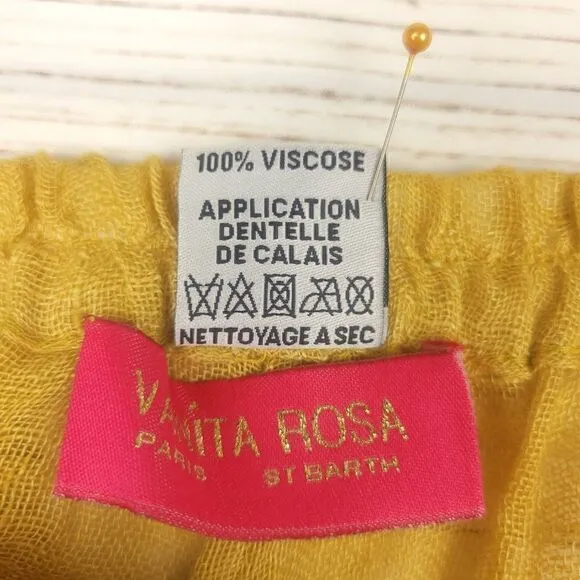 100% VISCOSE
APPLICATION
DENTELLE
DE CALAIS
NETTOYAGE A SEC
VANITA ROSA
PARIS ST BARTH